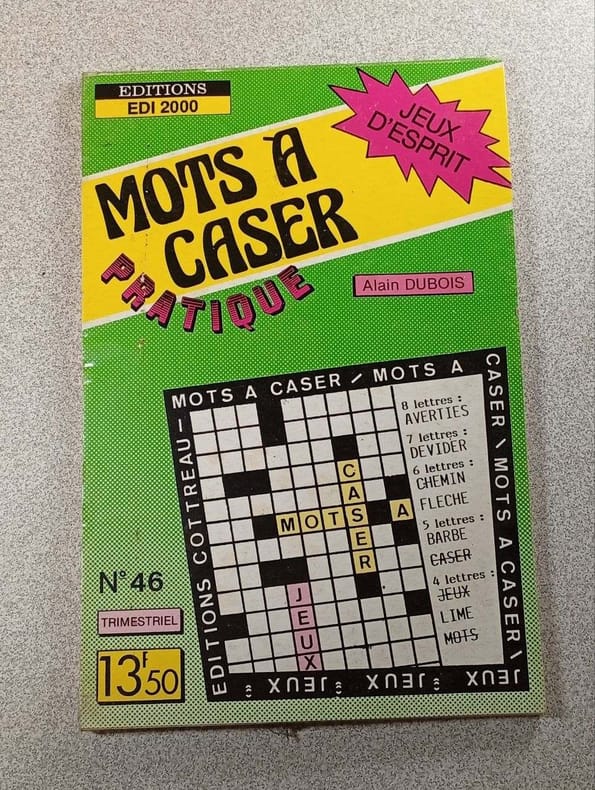 EDITIONS
EDI 2000
JEUX
D'ESPRIT
MOTS A
CASER
PRATIQUE
Alain DUBOIS
MOTS A CASER / MOTS A
CASER \ MOTS A CASER \
JEUX : JEUX : JEUX :
EDITIONS COTTREAU -
8 lettres :
AVERTIES
7 lettres :
DEVIDER
6 lettres :
CHEMIN
FLECHE
5 lettres :
BARBE
CASER
4 lettres :
JEUX
LIME
MOTS
CASER
MOTS A
JEUX
N° 46
TRIMESTRIEL
13F50